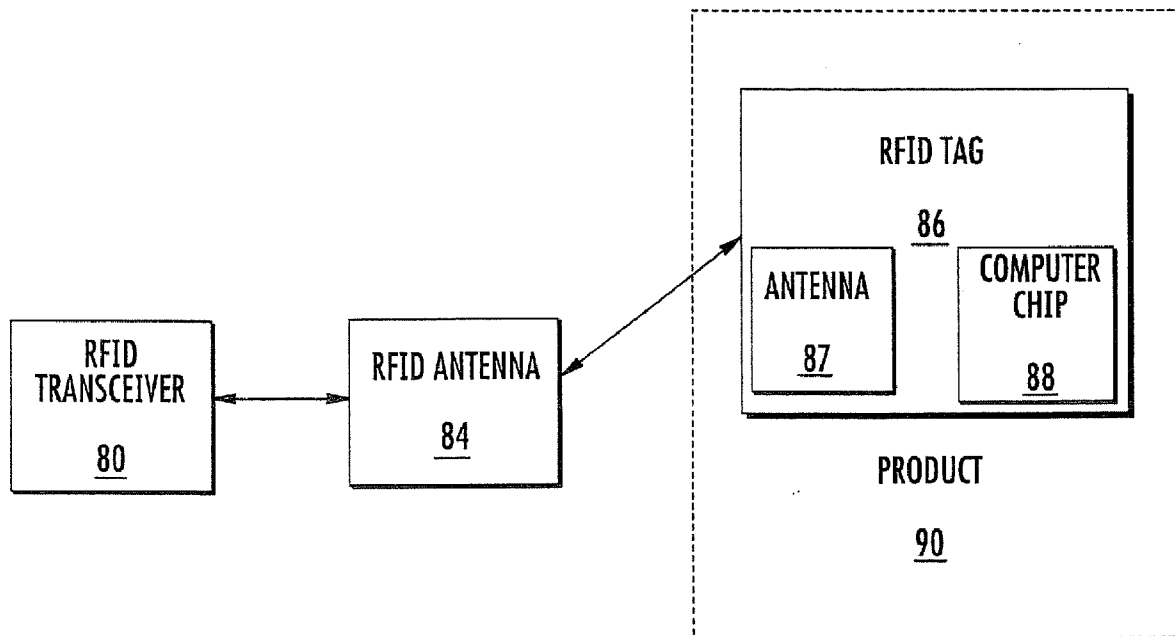 RFID TAG
86
ANTENNA
87
COMPUTER
CHIP
88
RFID
TRANSCEIVER
80
RFID ANTENNA
84
PRODUCT
90